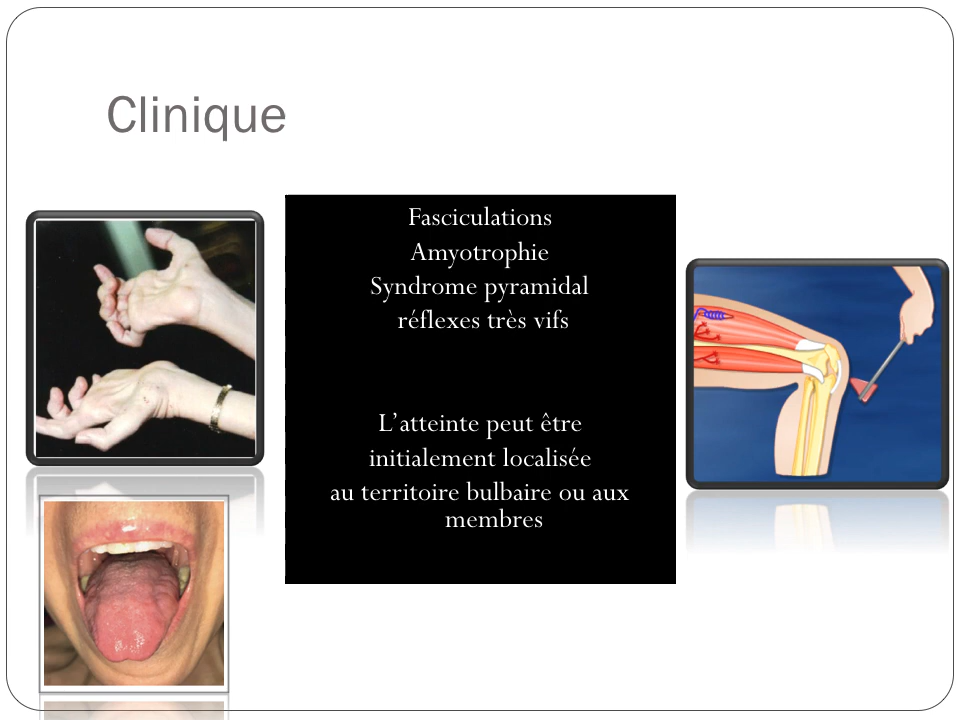 Clinique
Fasciculations
Amyotrophie
Syndrome pyramidal
réflexes très vifs
L’atteinte peut être
initialement localisée
au territoire bulbaire ou aux
membres